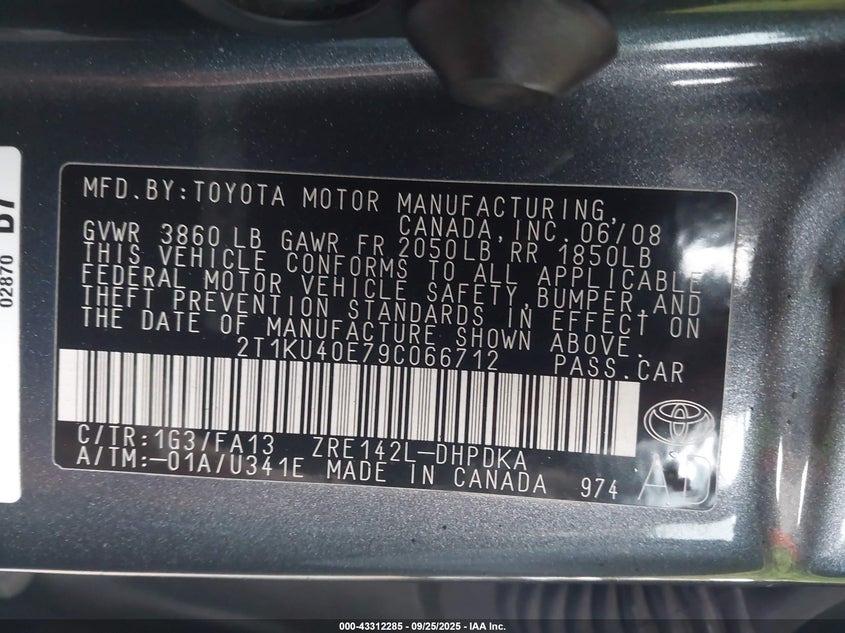 MFD.BY:TOYOTA MOTOR MANUFACTURING,
CANADA,INC. 06/08
GVWR 3860 LB GAWR FR 2050LB RR 1850LB
THIS VEHICLE CONFORMS TO ALL APPLICABLE
FEDERAL MOTOR VEHICLE SAFETY,BUMPER,AND
THEFT PREVENTION STANDARDS IN EFFECT ON
THE DATE OF MANUFACTURE SHOWN ABOVE.
2T1KU40E79C066712 PASS.CAR
C/TR:1G3/FA13 ZRE142L-DHPDKA
A/TM:-01A/U341E MADE IN CANADA 974
AD
02870
000-43312285 - 09/25/2025 - IAA Inc.